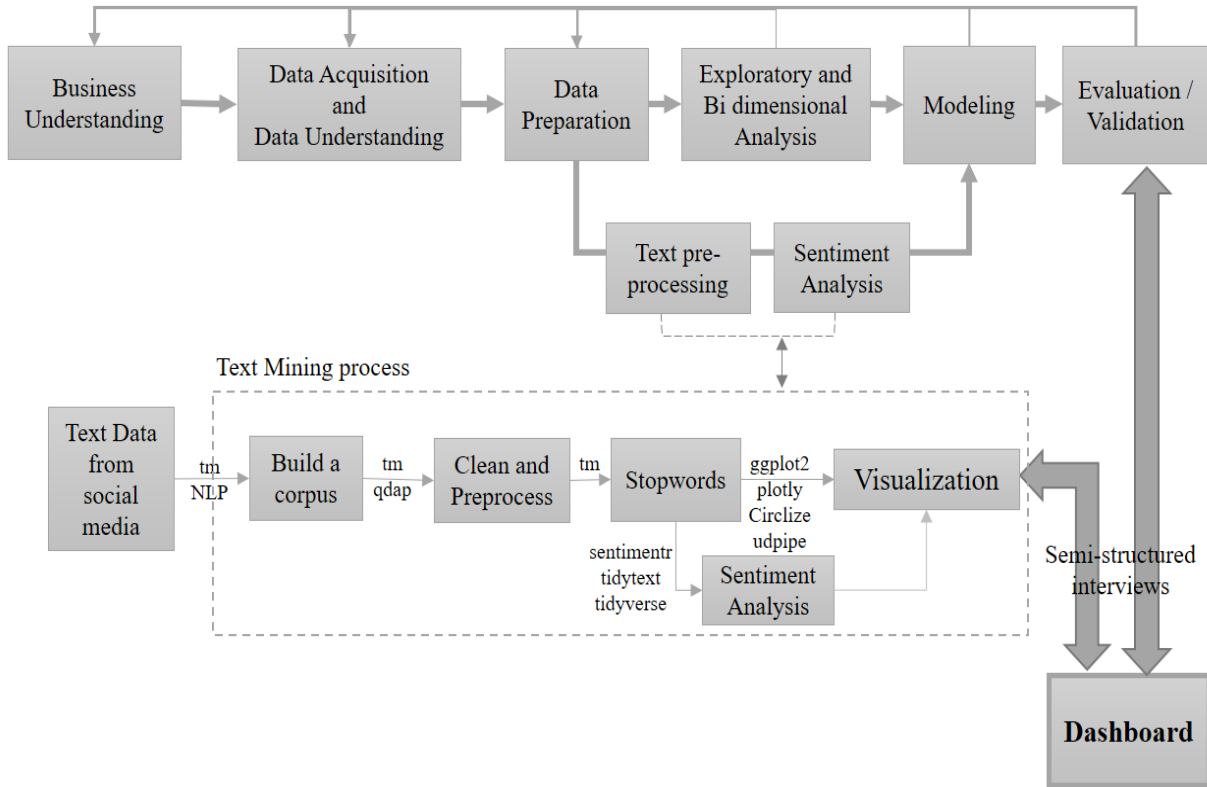 Business
Understanding
Data Acquisition
and
Data Understanding
Data
Preparation
Exploratory and
Bi dimensional
Analysis
Modeling
Evaluation /
Validation
Text pre-
processing
Sentiment
Analysis
Text Mining process
Text Data
from
social
media
tm
NLP
Build a
corpus
tm
qdap
Clean and
Preprocess
tm
Stopwords
ggplot2
plotly
Circlize
udpipe
Visualization
sentimentr
tidytext
tidyverse
Sentiment
Analysis
Semi-structured
interviews
Dashboard